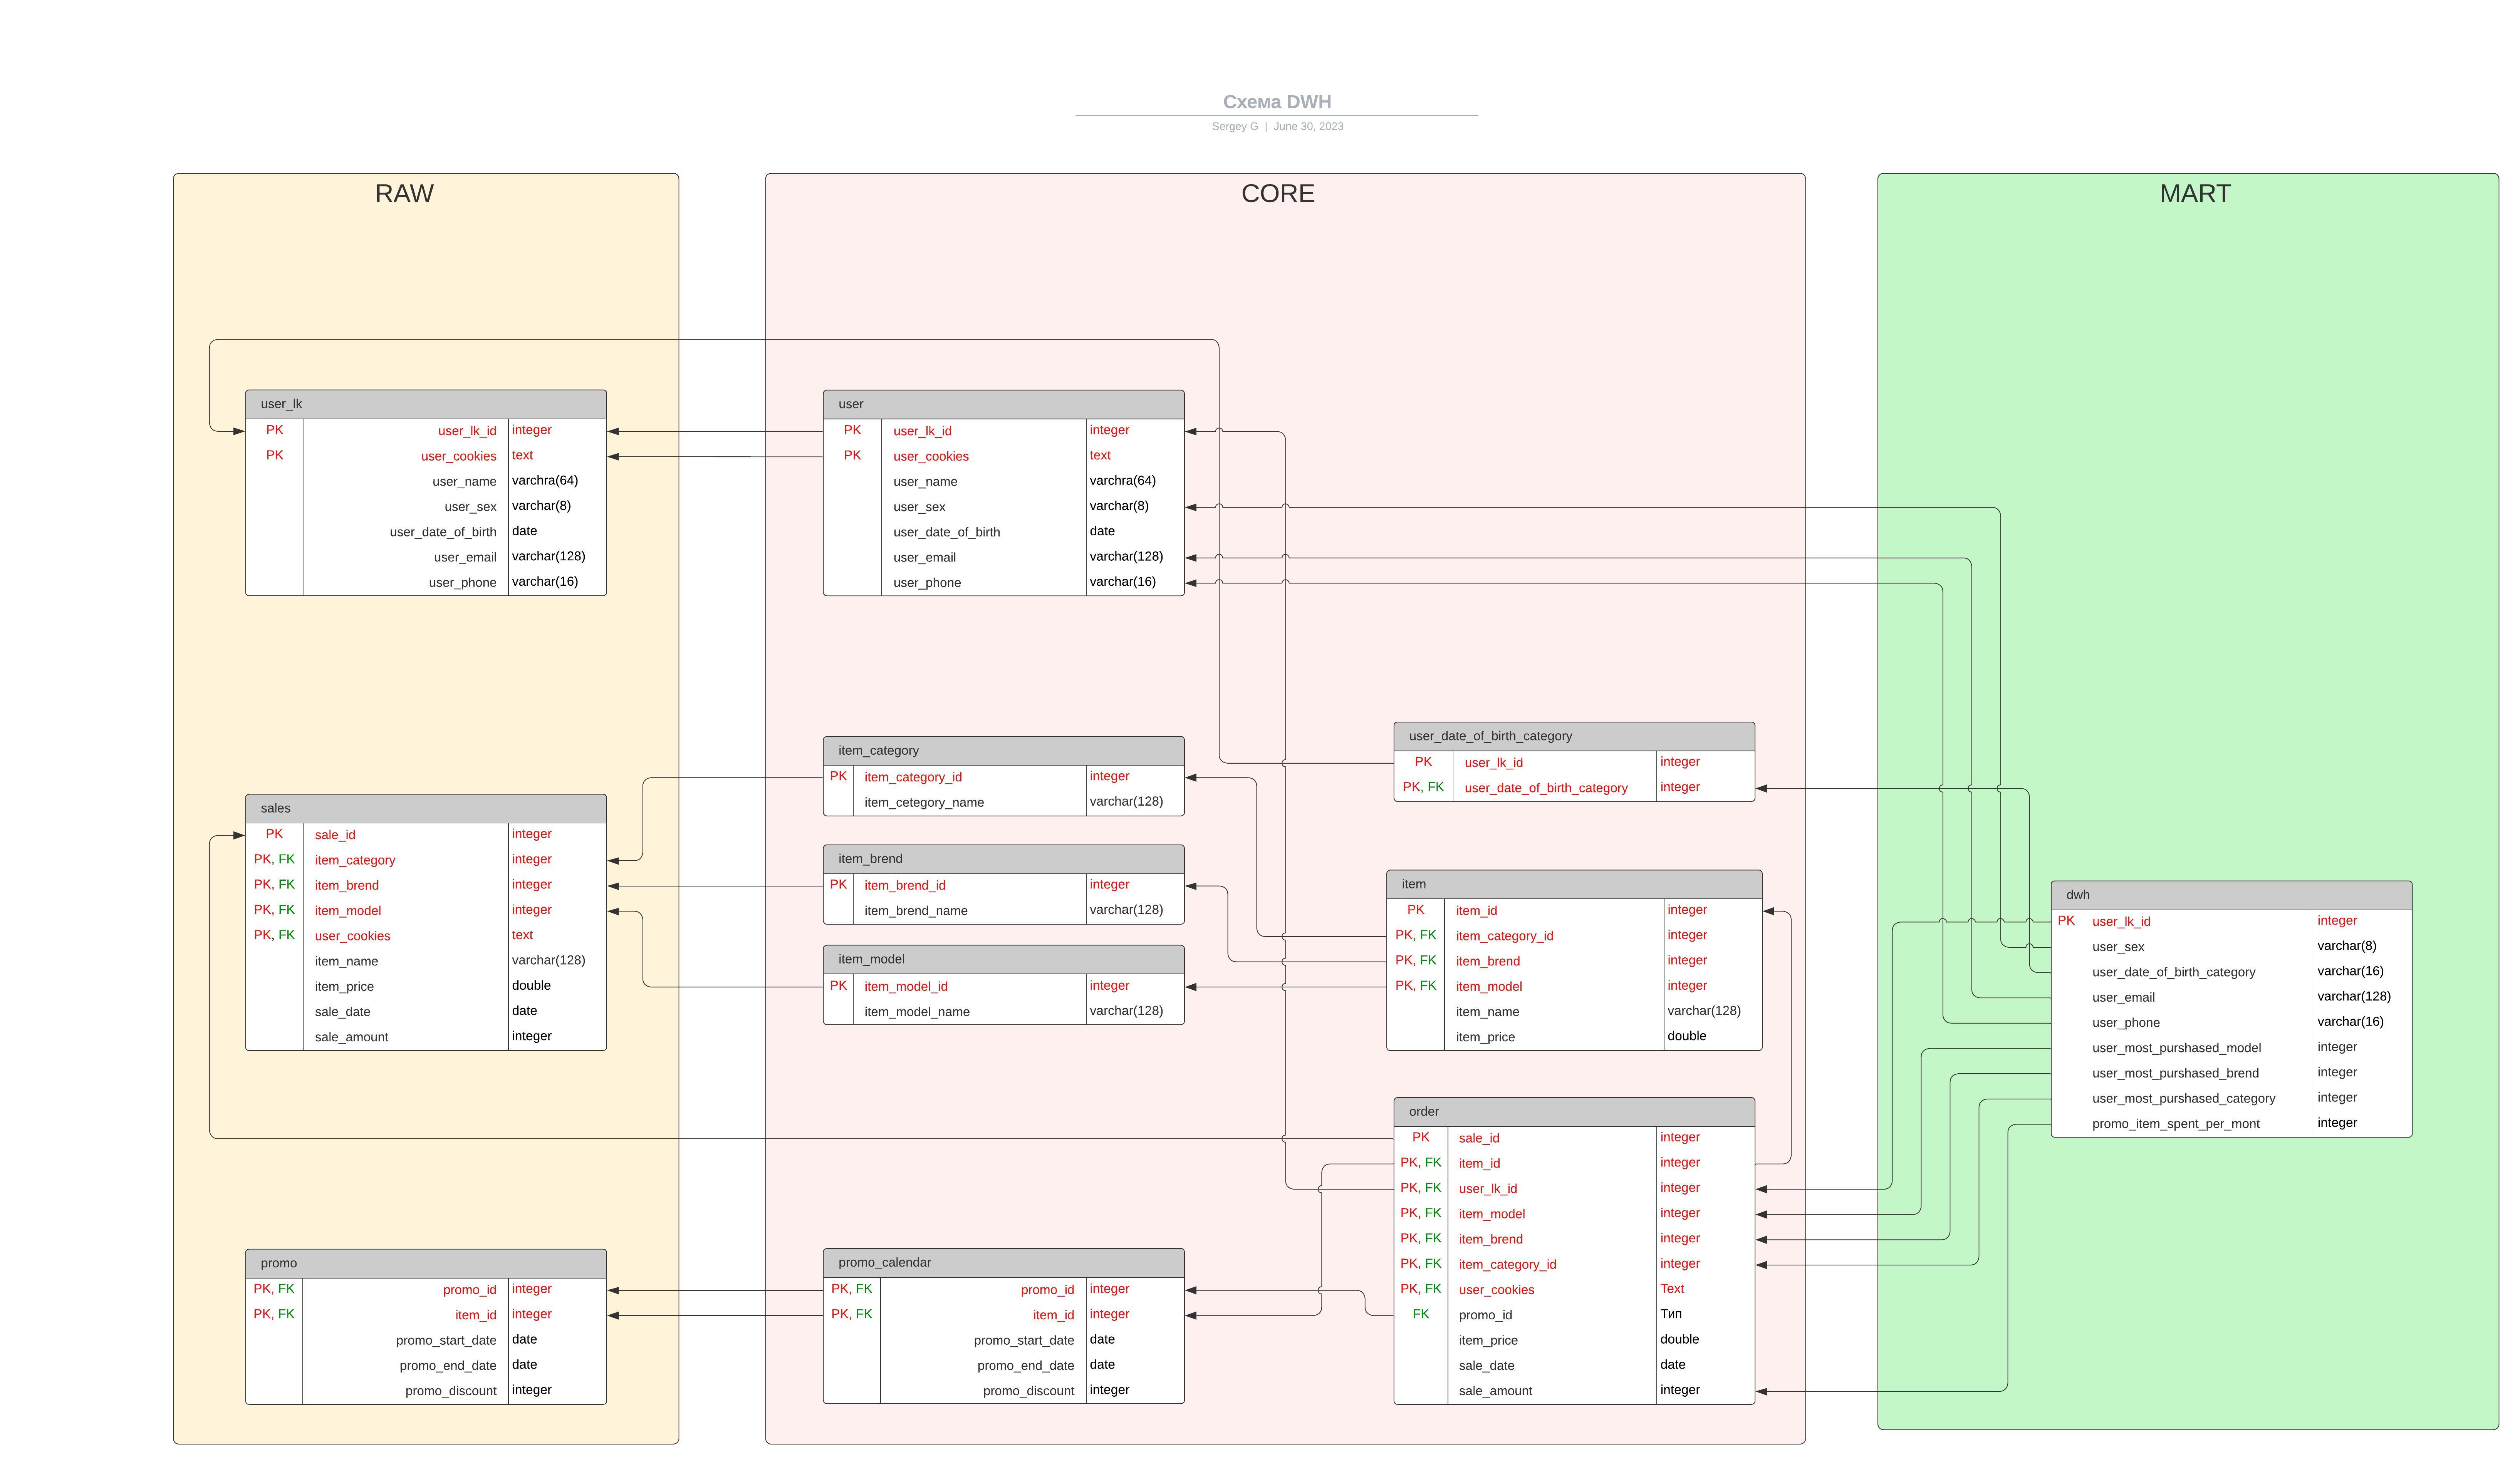 Схема DWH
Sergey G | June 30, 2023
RAW
user_lk
PK user_lk_id integer
PK user_cookies text
user_name varchra(64)
user_sex varchar(8)
user_date_of_birth date
user_email varchar(128)
user_phone varchar(16)
sales
PK sale_id integer
PK, FK item_category integer
PK, FK item_brend integer
PK, FK item_model integer
PK, FK user_cookies text
item_name varchar(128)
item_price double
sale_date date
sale_amount integer
promo
PK, FK promo_id integer
PK, FK item_id integer
promo_start_date date
promo_end_date date
promo_discount integer
CORE
user
PK user_lk_id integer
PK user_cookies text
user_name varchra(64)
user_sex varchar(8)
user_date_of_birth date
user_email varchar(128)
user_phone varchar(16)
item_category
PK item_category_id integer
item_cetegory_name varchar(128)
item_brend
PK item_brend_id integer
item_brend_name varchar(128)
item_model
PK item_model_id integer
item_model_name varchar(128)
promo_calendar
PK, FK promo_id integer
PK, FK item_id integer
promo_start_date date
promo_end_date date
promo_discount integer
user_date_of_birth_category
PK user_lk_id integer
PK, FK user_date_of_birth_category integer
item
PK item_id integer
PK, FK item_category_id integer
PK, FK item_brend integer
PK, FK item_model integer
item_name varchar(128)
item_price double
order
PK sale_id integer
PK, FK item_id integer
PK, FK user_lk_id integer
PK, FK item_model integer
PK, FK item_brend integer
PK, FK item_category_id integer
PK, FK user_cookies Text
FK promo_id Тип
item_price double
sale_date date
sale_amount integer
MART
dwh
PK user_lk_id integer
user_sex varchar(8)
user_date_of_birth_category varchar(16)
user_email varchar(128)
user_phone varchar(16)
user_most_purshased_model integer
user_most_purshased_brend integer
user_most_purshased_category integer
promo_item_spent_per_mont integer